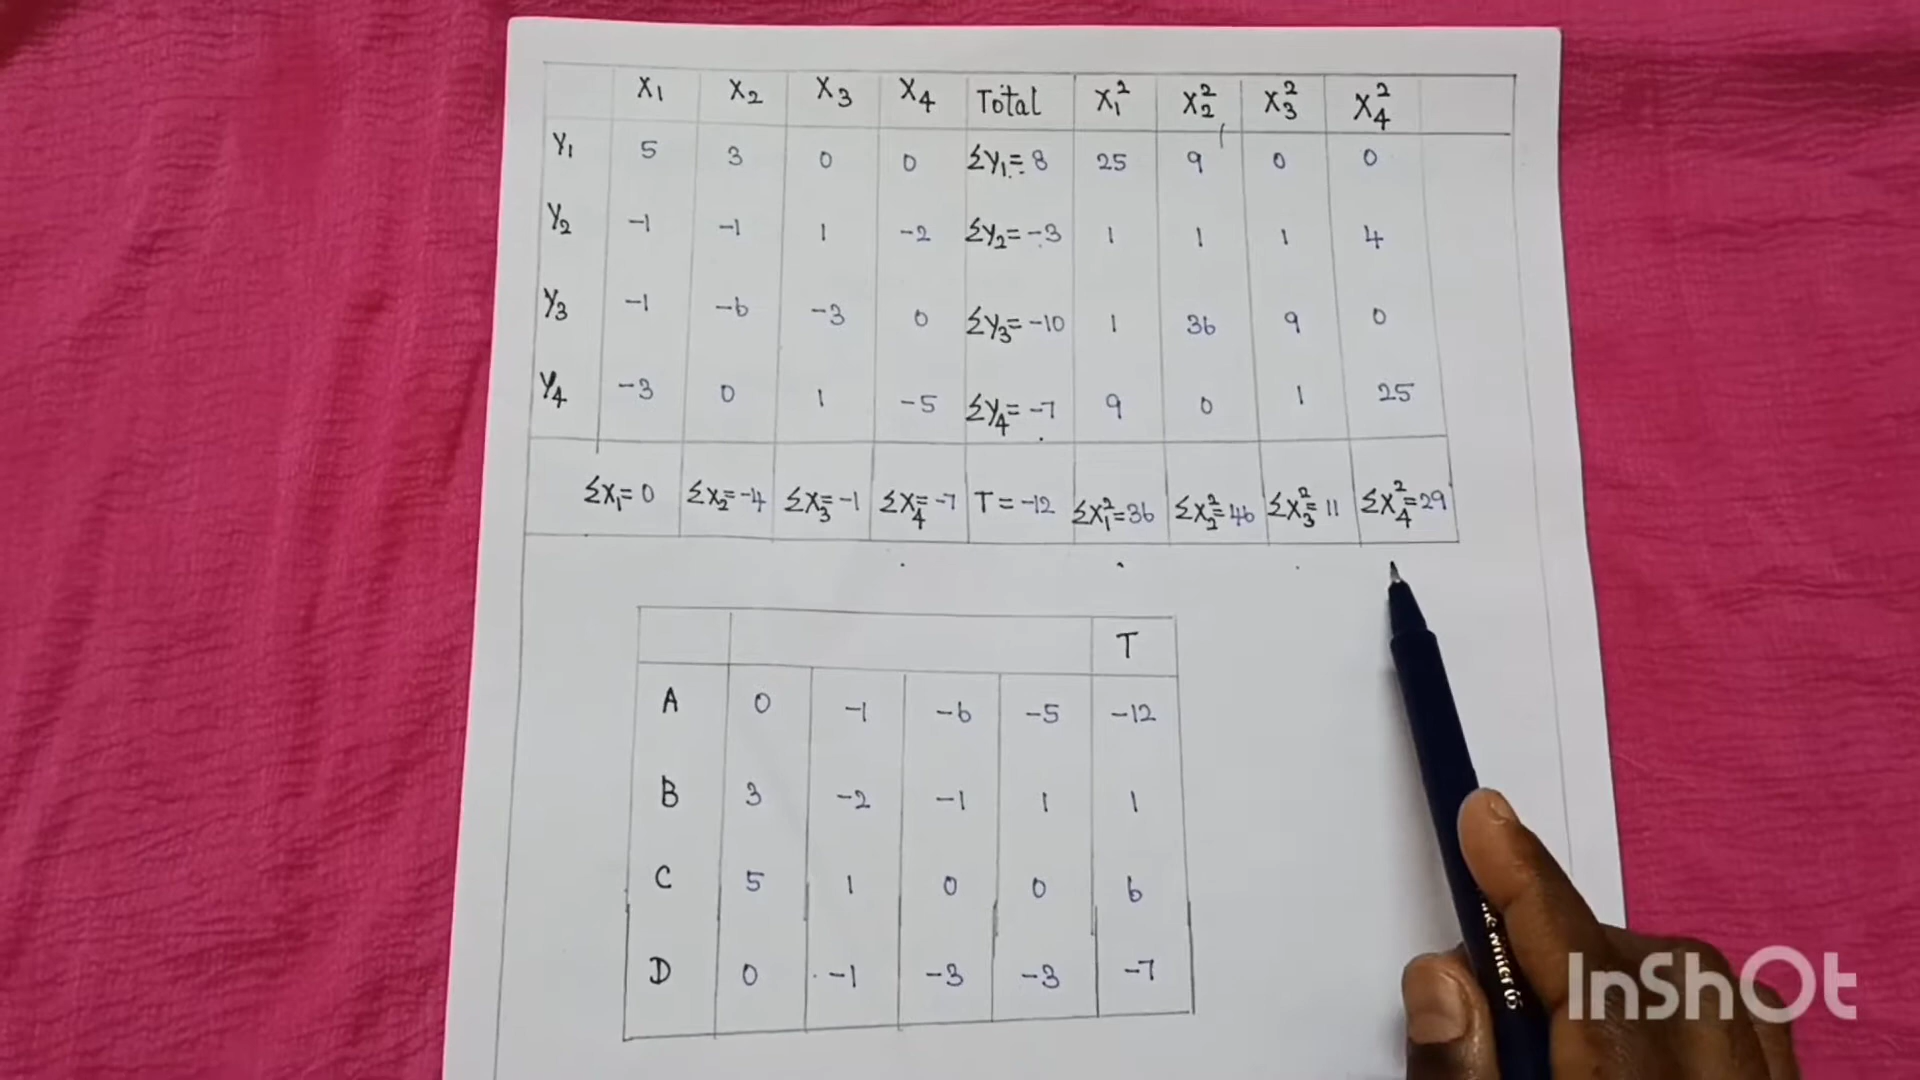 X₁ X₂ X₃ X₄ Total X₁² X₂² X₃² X₄²
Y₁ 5 3 0 0 ΣY₁= 8 25 9 0 0
Y₂ -1 -1 1 -2 ΣY₂= -3 1 1 1 4
Y₃ -1 -6 -3 0 ΣY₃= -10 1 36 9 0
Y₄ -3 0 1 -5 ΣY₄= -7 9 0 1 25
ΣX₁= 0 ΣX₂= -4 ΣX₃= -1 ΣX₄= -7 T = -12 ΣX₁²=36 ΣX₂²=46 ΣX₃²= 11 ΣX₄²=29
T
A 0 -1 -6 -5 -12
B 3 -2 -1 1 1
C 5 1 0 0 6
D 0 -1 -3 -3 -7
InShOt